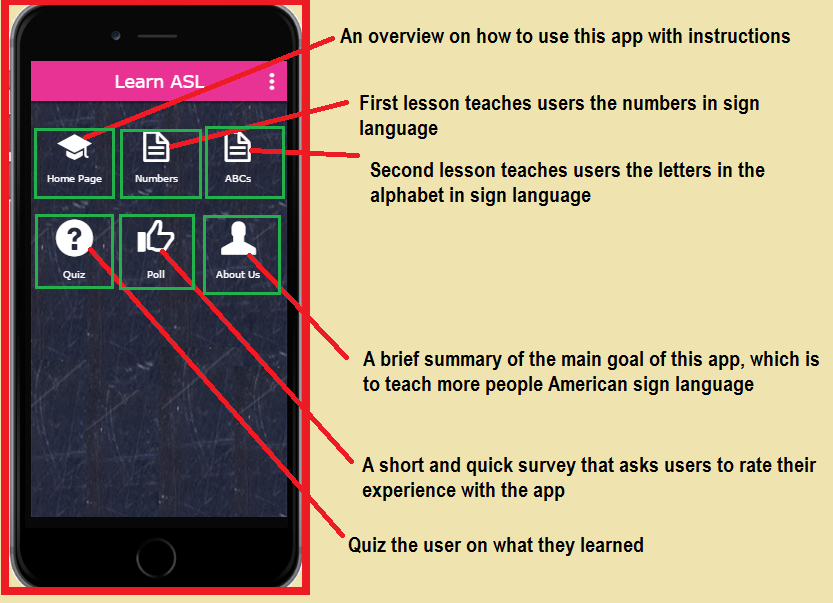 An overview on how to use this app with instructions
Learn ASL
First lesson teaches users the numbers in sign
language
Second lesson teaches users the letters in the
alphabet in sign language
Home Page
Numbers
ABCs
?
Quiz
Poll
About Us
A brief summary of the main goal of this app, which is
to teach more people American sign language
A short and quick survey that asks users to rate their
experience with the app
Quiz the user on what they learned